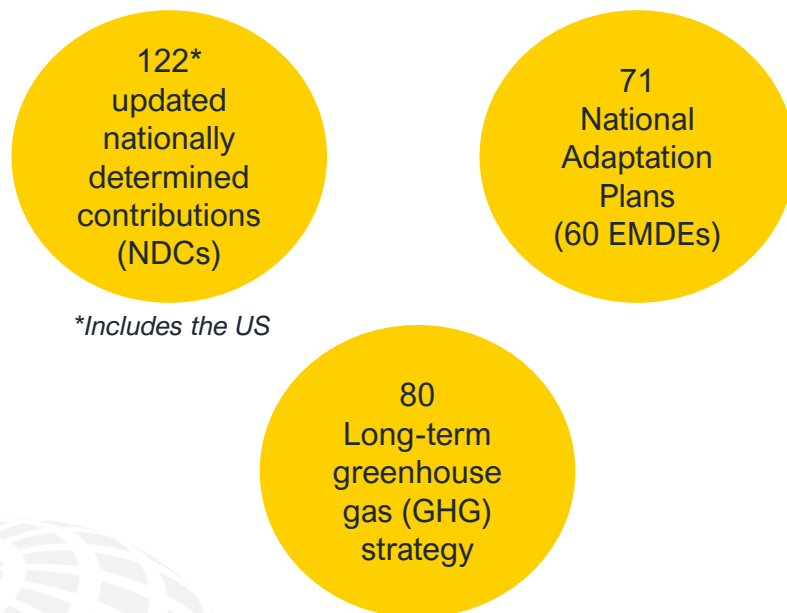 122*
updated
nationally
determined
contributions
(NDCs)
*Includes the US
71
National
Adaptation
Plans
(60 EMDEs)
80
Long-term
greenhouse
gas (GHG)
strategy